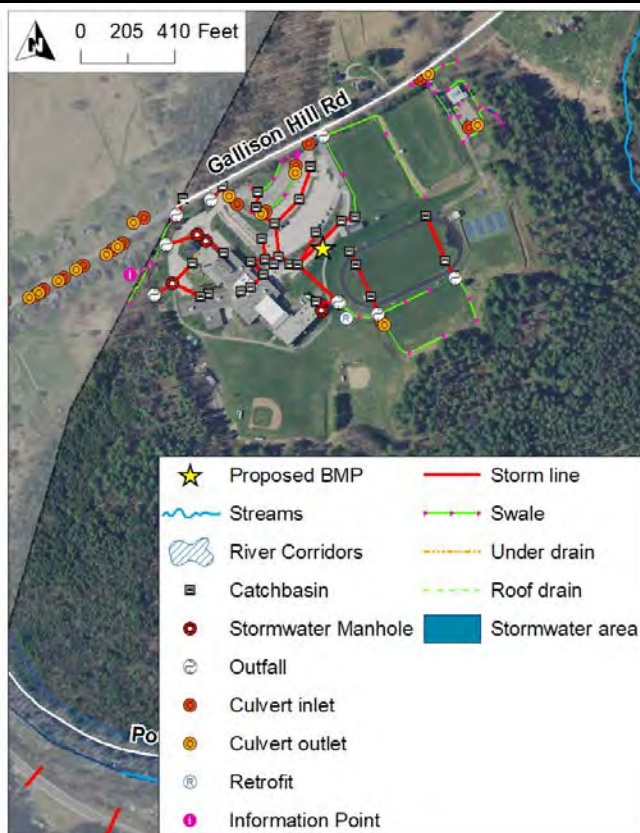 N
0 205 410 Feet
Gallison Hill Rd
Po
Proposed BMP
Streams
River Corridors
Catchbasin
Stormwater Manhole
Outfall
Culvert inlet
Culvert outlet
R Retrofit
i Information Point
Storm line
Swale
Under drain
Roof drain
Stormwater area